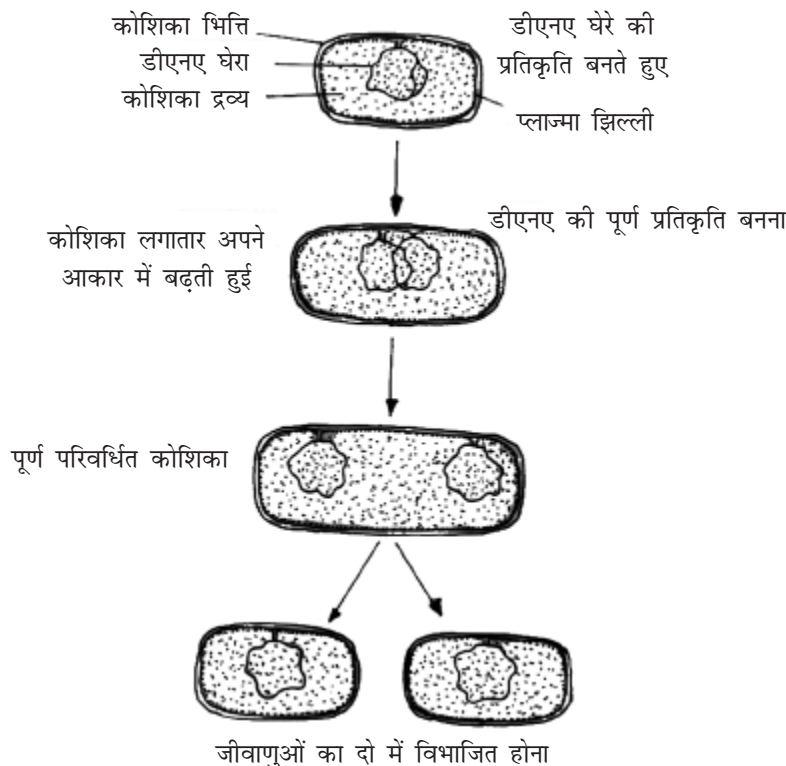 कोशिका भित्ति
डीएनए घेरा
कोशिका द्रव्य
डीएनए घेरे की
प्रतिकृति बनते हुए
प्लाज्मा झिल्ली
डीएनए की पूर्ण प्रतिकृति बनना
कोशिका लगातार अपने
आकार में बढ़ती हुई
पूर्ण परिवर्धित कोशिका
जीवाणुओं का दो में विभाजित होना